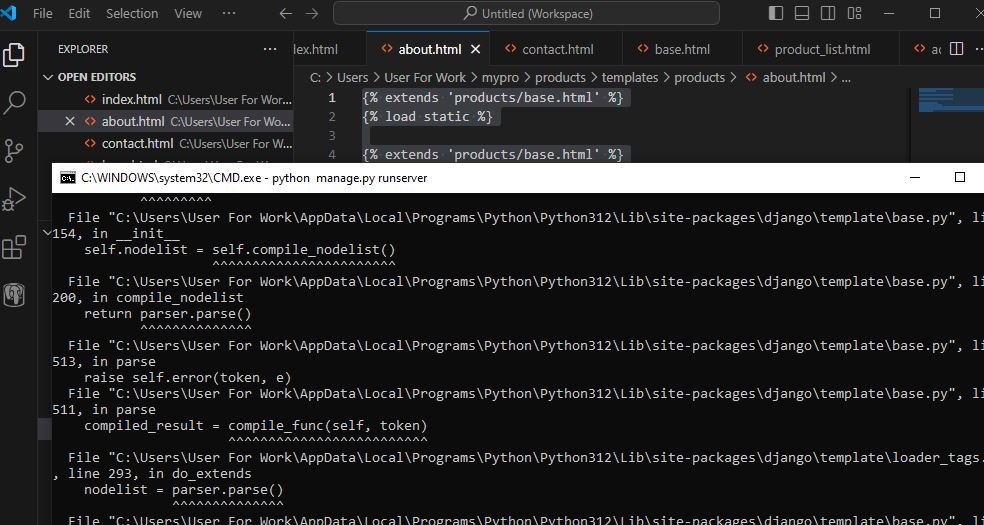 File Edit Selection View ··· ← → Untitled (Workspace)
EXPLORER ···
dex.html about.html contact.html base.html product_list.html
OPEN EDITORS
C: > Users > User For Work > mypro > products > templates > products > about.html > ...
index.html C:\Users\User For Wor...
about.html C:\Users\User For Wo...
contact.html C:\Users\User For W...
1 {% extends 'products/base.html' %}
2 {% load static %}
3
4 {% extends 'products/base.html' %}
C:\WINDOWS\system32\CMD.exe - python manage.py runserver
^^^^^^^^^
File "C:\Users\User For Work\AppData\Local\Programs\Python\Python312\Lib\site-packages\django\template\base.py", li
154, in __init__
self.nodelist = self.compile_nodelist()
^^^^^^^^^^^^^^^^^^^^^^^
File "C:\Users\User For Work\AppData\Local\Programs\Python\Python312\Lib\site-packages\django\template\base.py", li
200, in compile_nodelist
return parser.parse()
^^^^^^^^^^^^^^
File "C:\Users\User For Work\AppData\Local\Programs\Python\Python312\Lib\site-packages\django\template\base.py", li
513, in parse
raise self.error(token, e)
File "C:\Users\User For Work\AppData\Local\Programs\Python\Python312\Lib\site-packages\django\template\base.py", li
511, in parse
compiled_result = compile_func(self, token)
^^^^^^^^^^^^^^^^^^^^^^^^^
File "C:\Users\User For Work\AppData\Local\Programs\Python\Python312\Lib\site-packages\django\template\loader_tags.
, line 293, in do_extends
nodelist = parser.parse()
^^^^^^^^^^^^^^
File "C:\Users\User For Work\AppData\Local\Programs\Python\Python312\Lib\site-packages\django\template\base.py", li